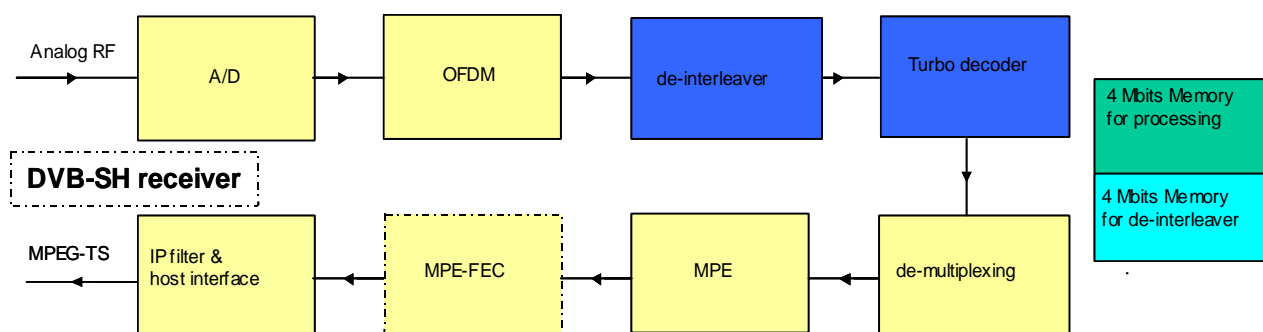 Analog RF
A/D
OFDM
de-interleaver
Turbo decoder
4 Mbits Memory
for processing
DVB-SH receiver
4 Mbits Memory
for de-interleaver
MPEG-TS
IP filter &
host interface
MPE-FEC
MPE
de-multiplexing
.